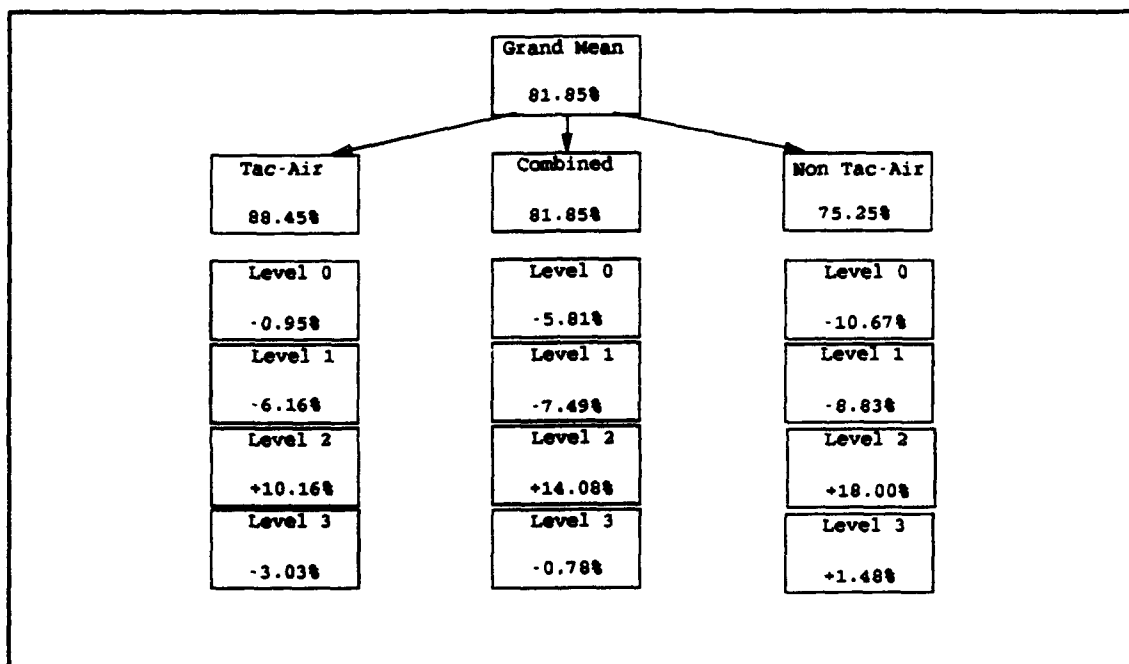 Grand Mean
81.85%
Tac-Air
88.45%
Combined
81.85%
Non Tac-Air
75.25%
Level 0
-0.95%
Level 1
-6.16%
Level 2
+10.16%
Level 3
-3.03%
Level 0
-5.81%
Level 1
-7.49%
Level 2
+14.08%
Level 3
-0.78%
Level 0
-10.67%
Level 1
-8.83%
Level 2
+18.00%
Level 3
+1.48%